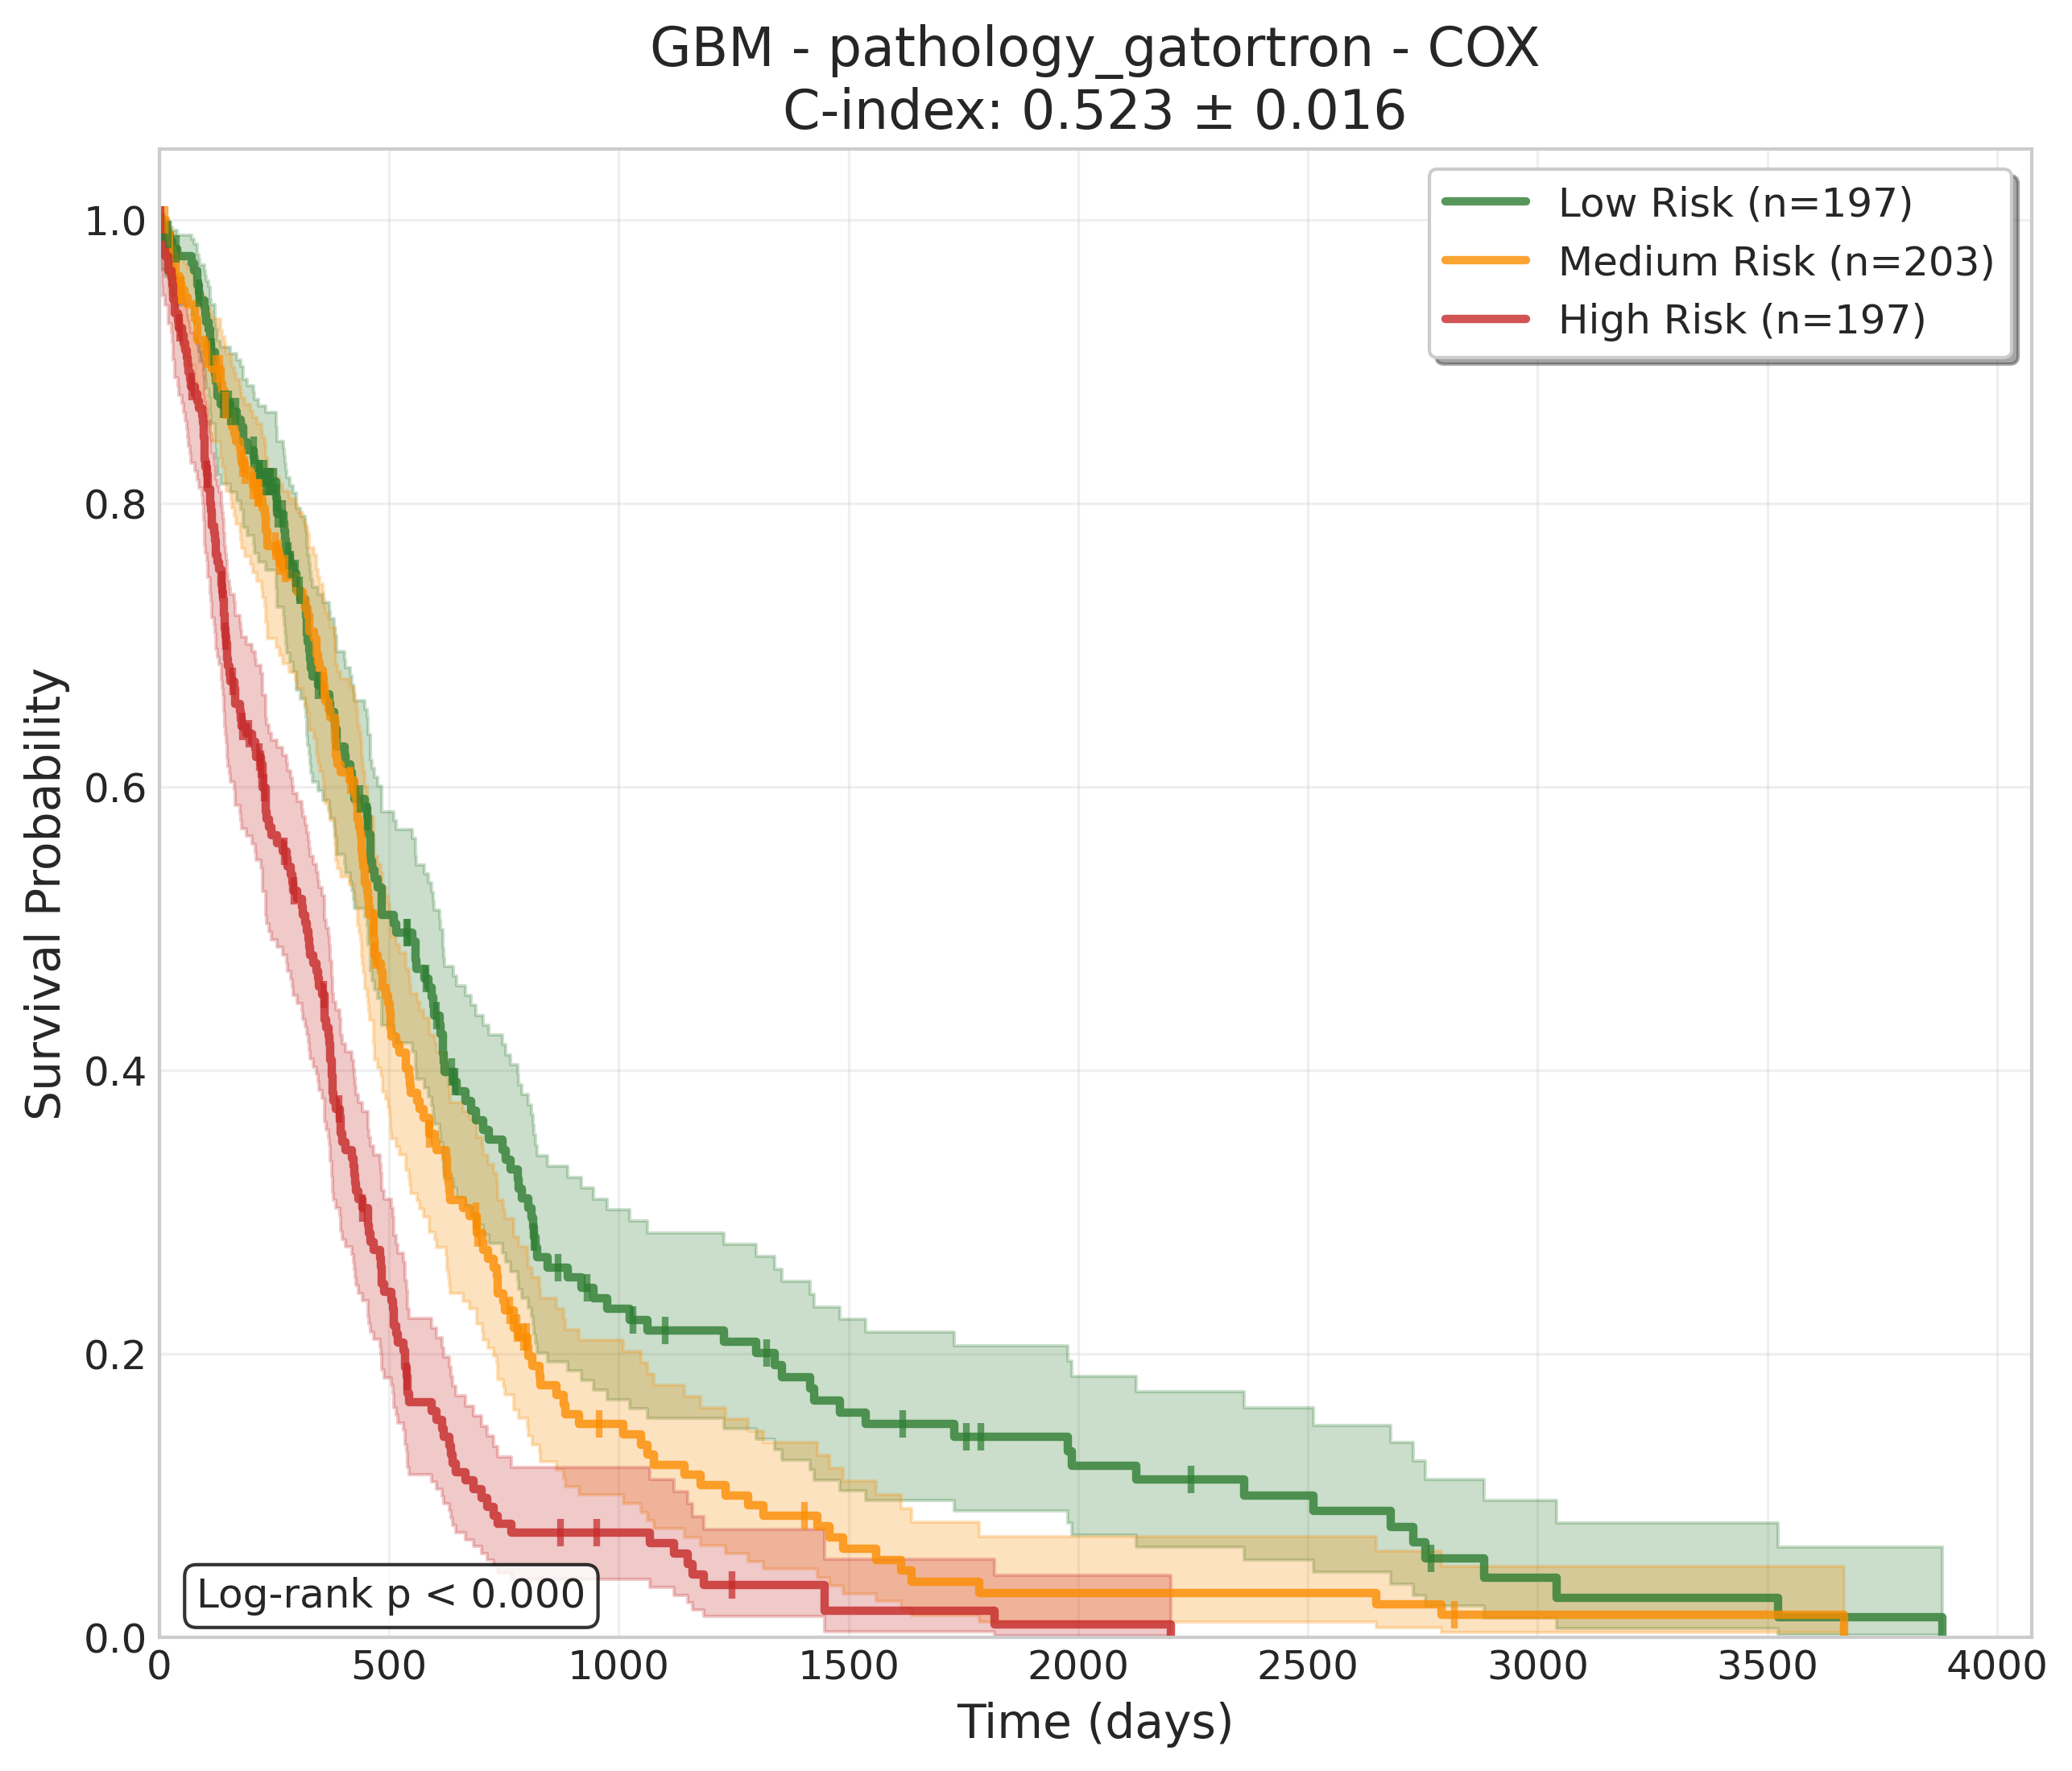 GBM - pathology_gatortron - COX
C-index: 0.523 ± 0.016
Low Risk (n=197)
Medium Risk (n=203)
High Risk (n=197)
Survival Probability
1.0
0.8
0.6
0.4
0.2
0.0
Log-rank p < 0.000
0 500 1000 1500 2000 2500 3000 3500 4000
Time (days)